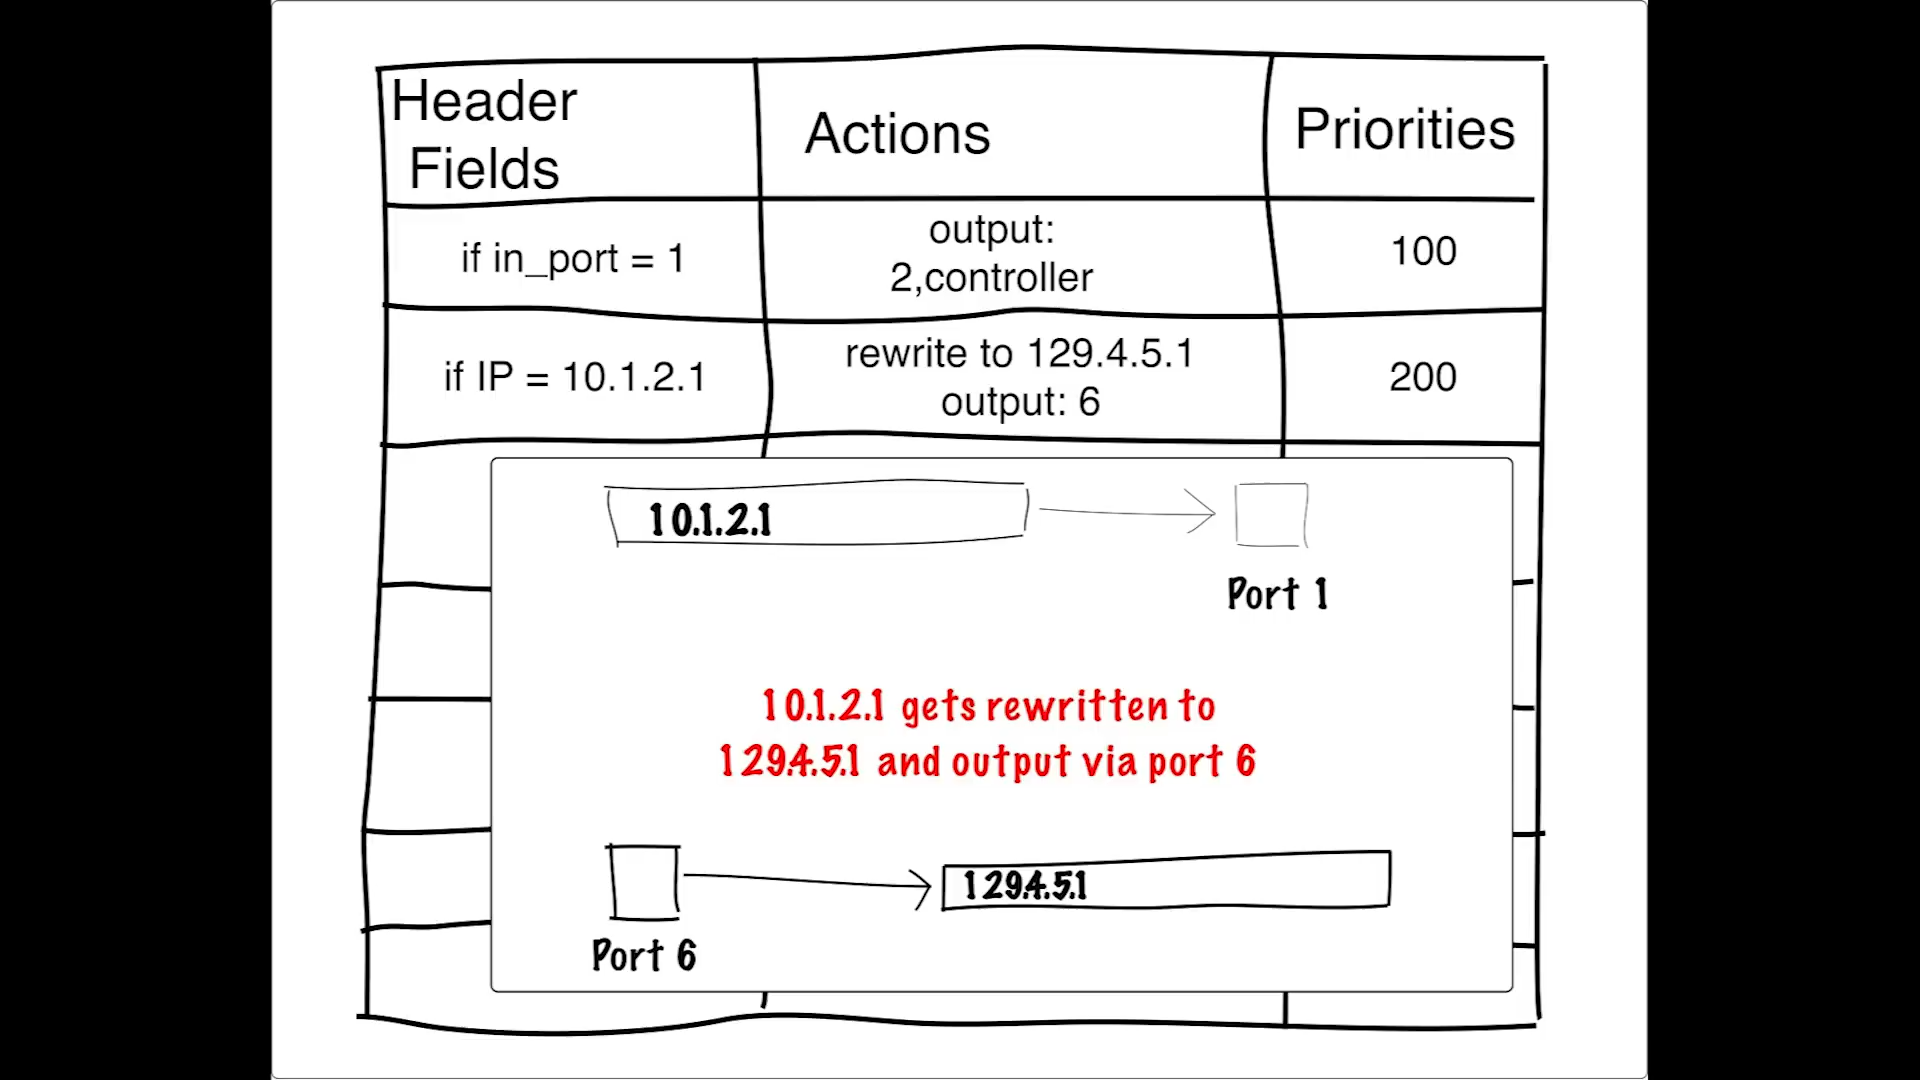 Header
Fields
Actions
Priorities
if in_port = 1
output:
2,controller
100
if IP = 10.1.2.1
rewrite to 129.4.5.1
output: 6
200
10.1.2.1
Port 1
10.1.2.1 gets rewritten to
129.4.5.1 and output via port 6
129.4.5.1
Port 6